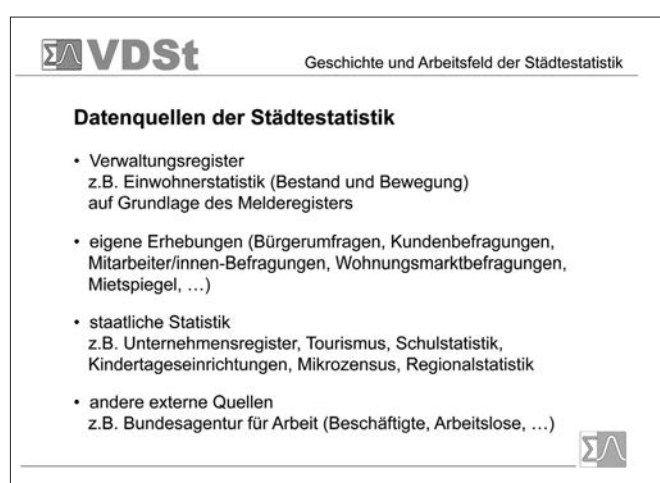 Σ VDSt
Geschichte und Arbeitsfeld der Städtestatistik
Datenquellen der Städtestatistik
• Verwaltungsregister
z.B. Einwohnerstatistik (Bestand und Bewegung)
auf Grundlage des Melderegisters
• eigene Erhebungen (Bürgerumfragen, Kundenbefragungen,
Mitarbeiter/innen-Befragungen, Wohnungsmarktbefragungen,
Mietspiegel, …)
• staatliche Statistik
z.B. Unternehmensregister, Tourismus, Schulstatistik,
Kindertageseinrichtungen, Mikrozensus, Regionalstatistik
• andere externe Quellen
z.B. Bundesagentur für Arbeit (Beschäftigte, Arbeitslose, …)
Σ